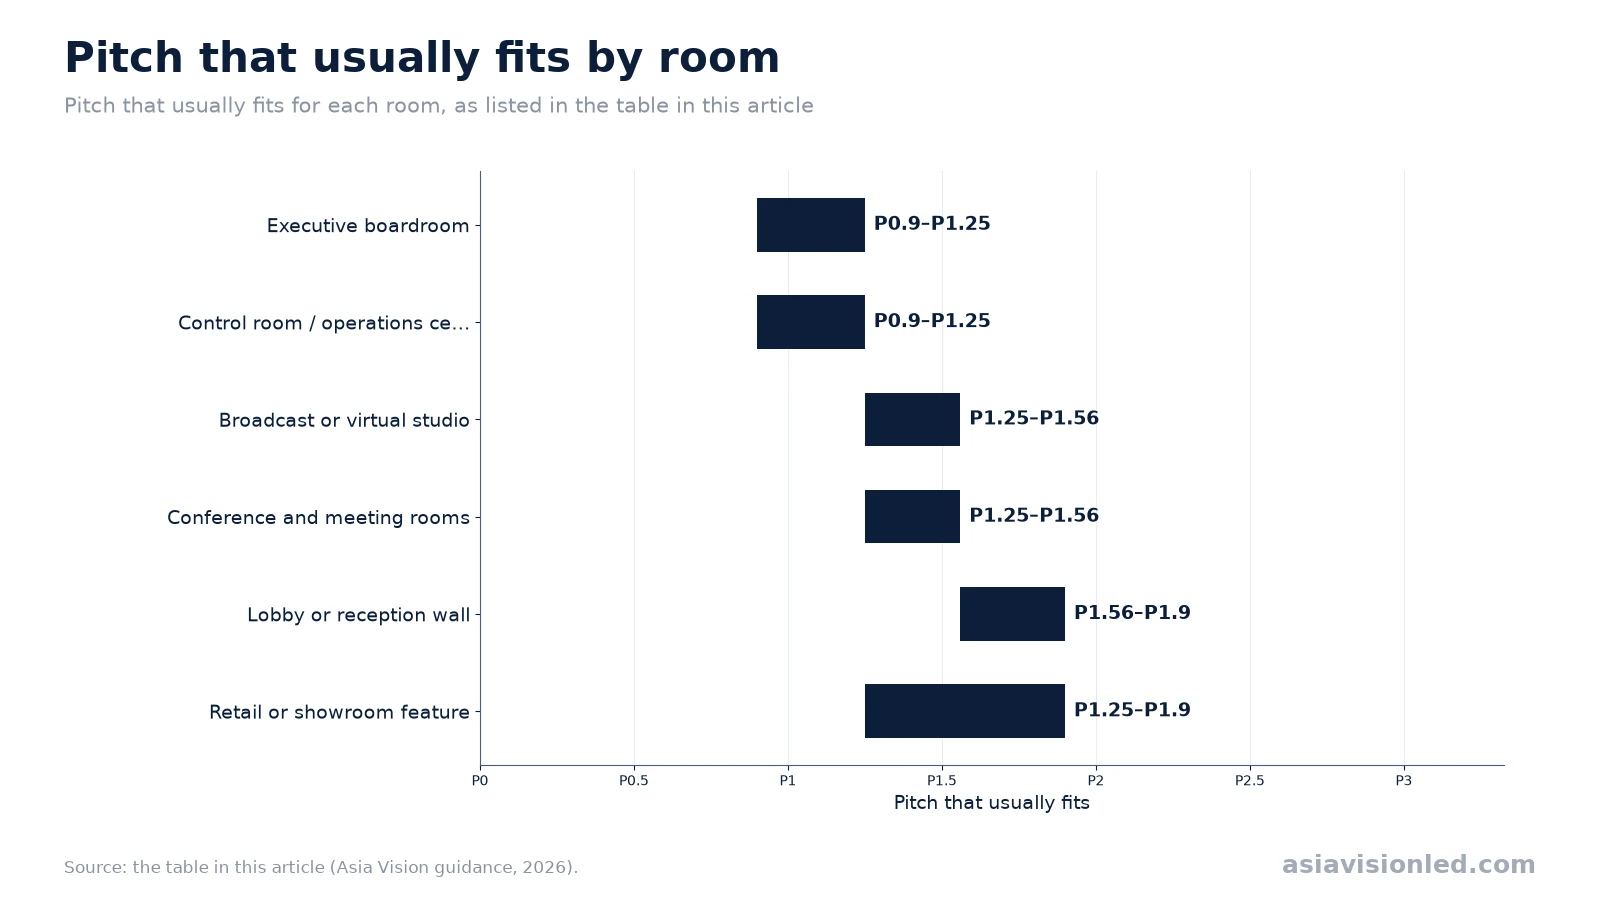 Pitch that usually fits by room
Pitch that usually fits for each room, as listed in the table in this article
Executive boardroom
P0.9–P1.25
Control room / operations ce…
P0.9–P1.25
Broadcast or virtual studio
P1.25–P1.56
Conference and meeting rooms
P1.25–P1.56
Lobby or reception wall
P1.56–P1.9
Retail or showroom feature
P1.25–P1.9
P0 P0.5 P1 P1.5 P2 P2.5 P3
Pitch that usually fits
Source: the table in this article (Asia Vision guidance, 2026).
asiavisionled.com